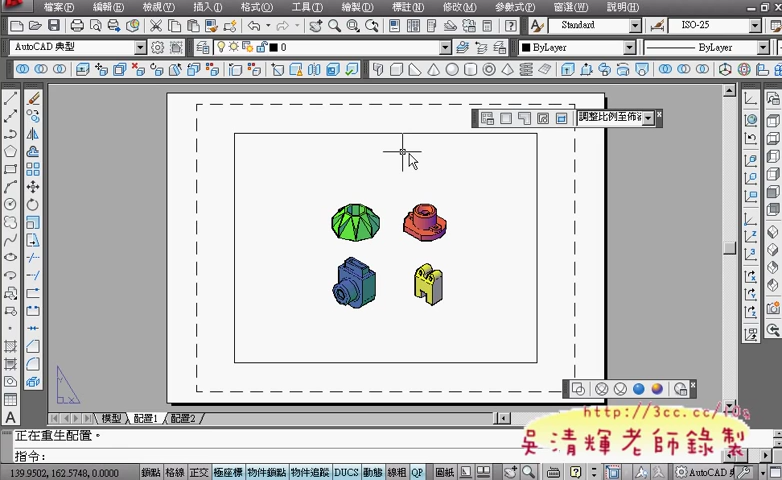 檔案(F) 編輯(E) 檢視(V) 插入(I) 格式(O) 工具(T) 繪製(D) 標註(N) 修改(M) 參數式(P) 視窗(W) 說明(H)
Standard ISO-25
AutoCAD 典型 0 ByLayer ByLayer
調整比例至佈
模型 配置1 配置2
http://3cc.cc/10a
正在重生配置。
吳清輝老師錄製
指令:
139.9502, 162.5748, 0.0000 鎖點 格線 正交 極座標 物件鎖點 物件追蹤 DUCS 動態 線粗 QP 圖紙 AutoCAD 典